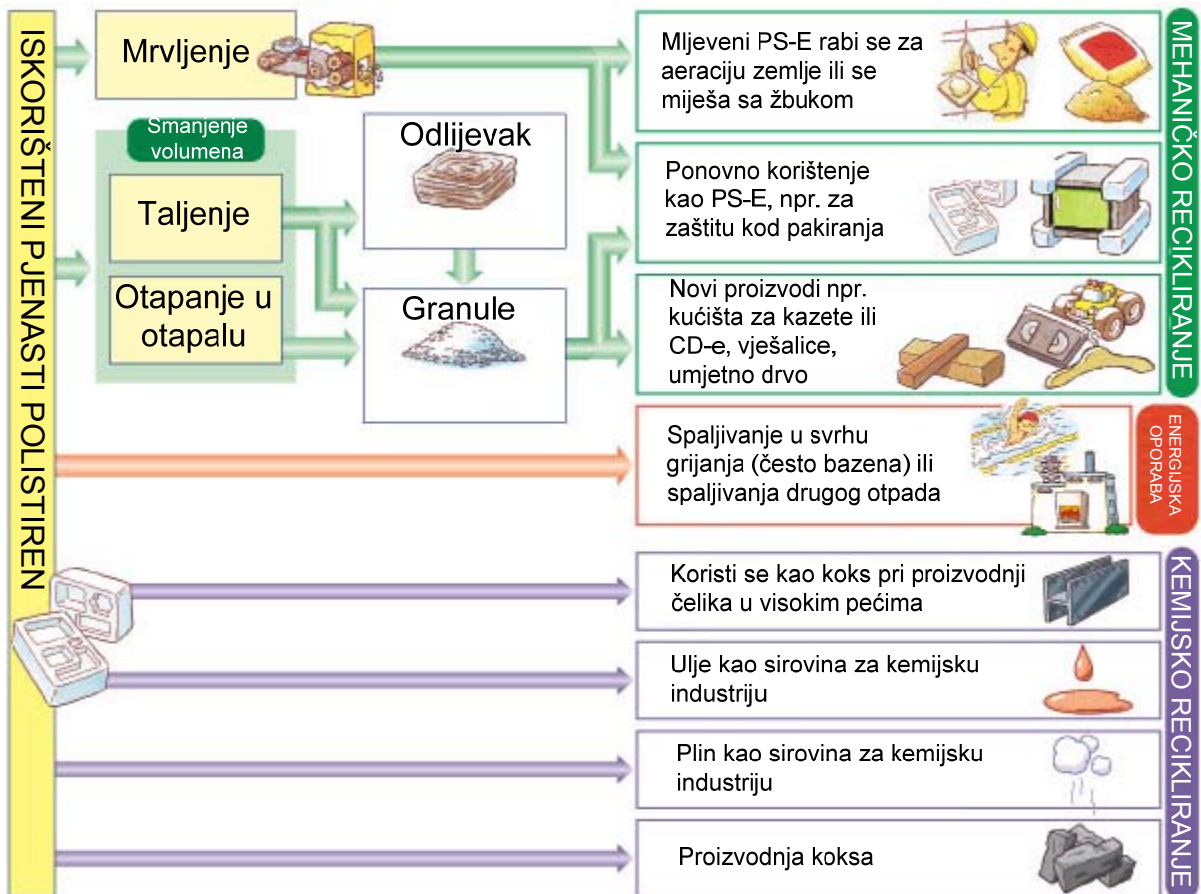 ISKORIŠTENI PJENASTI POLISTIREN
Mrvljenje
Smanjenje
volumena
Taljenje
Otapanje u
otapalu
Odlijevak
Granule
Mljeveni PS-E rabi se za
aeraciju zemlje ili se
miješa sa žbukom
Ponovno korištenje
kao PS-E, npr. za
zaštitu kod pakiranja
Novi proizvodi npr.
kućišta za kazete ili
CD-e, vješalice,
umjetno drvo
MEHANIČKO RECIKLIRANJE
Spaljivanje u svrhu
grijanja (često bazena) ili
spaljivanja drugog otpada
ENERGIJSKA
OPORABA
Koristi se kao koks pri proizvodnji
čelika u visokim pećima
Ulje kao sirovina za kemijsku
industriju
Plin kao sirovina za kemijsku
industriju
Proizvodnja koksa
KEMIJSKO RECIKLIRANJE